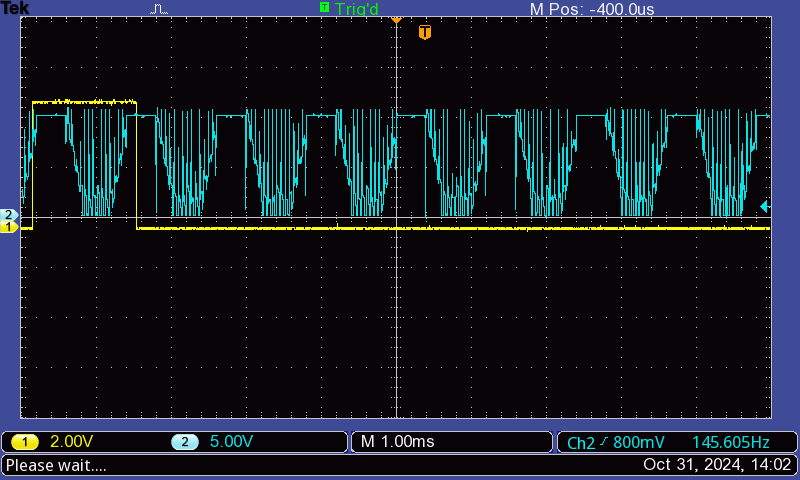 Tek T Trig'd M Pos: -400.0us
T
2
1
1 2.00V 2 5.00V M 1.00ms Ch2 800mV 145.605Hz
Please wait.... Oct 31, 2024, 14:02